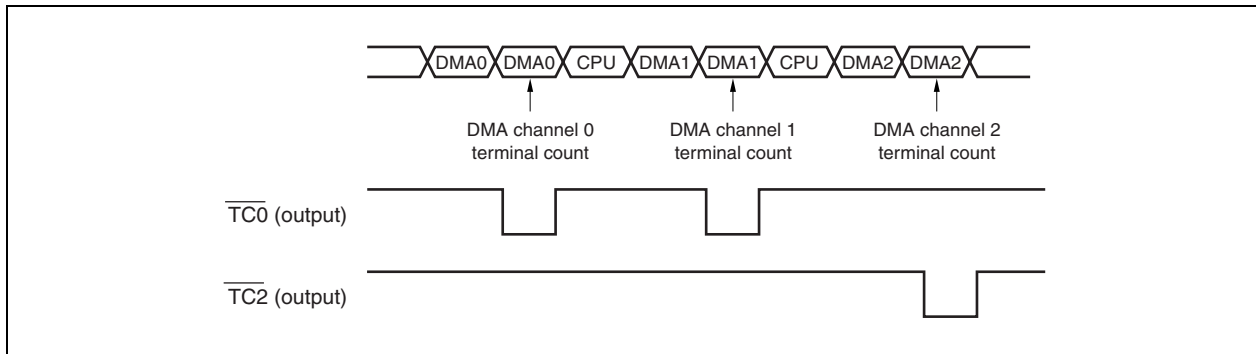 DMA0 DMA0 CPU DMA1 DMA1 CPU DMA2 DMA2
DMA channel 0
terminal count
DMA channel 1
terminal count
DMA channel 2
terminal count
TC0 (output)
TC2 (output)